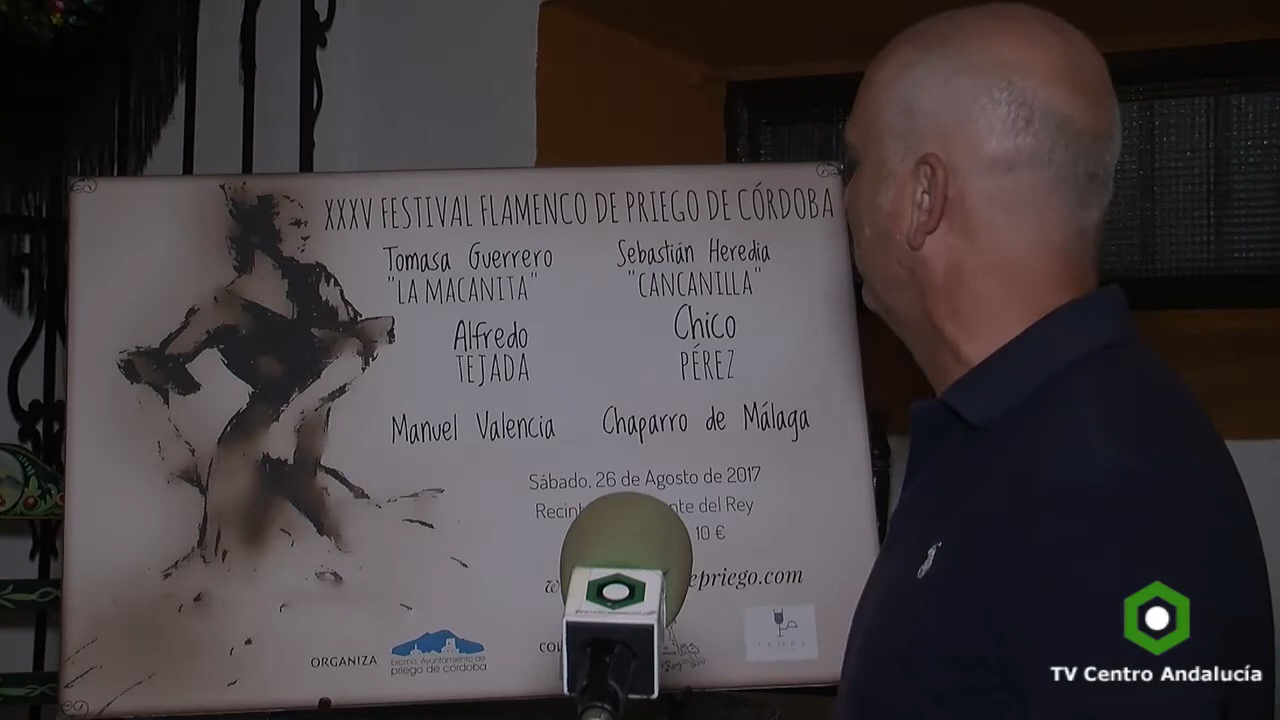 XXXV FESTIVAL FLAMENCO DE PRIEGO DE CÓRDOBA
Tomasa Guerrero
"LA MACANITA"
Sebastián Heredia
"CANCANILLA"
Alfredo
TEJADA
Chico
PÉREZ
Manuel Valencia
Chaparro de Málaga
Sábado, 26 de Agosto de 2017
del Rey
10 €
epriego.com
ORGANIZA
Excmo. Ayuntamiento de
priego de córdoba
TV Centro Andalucía